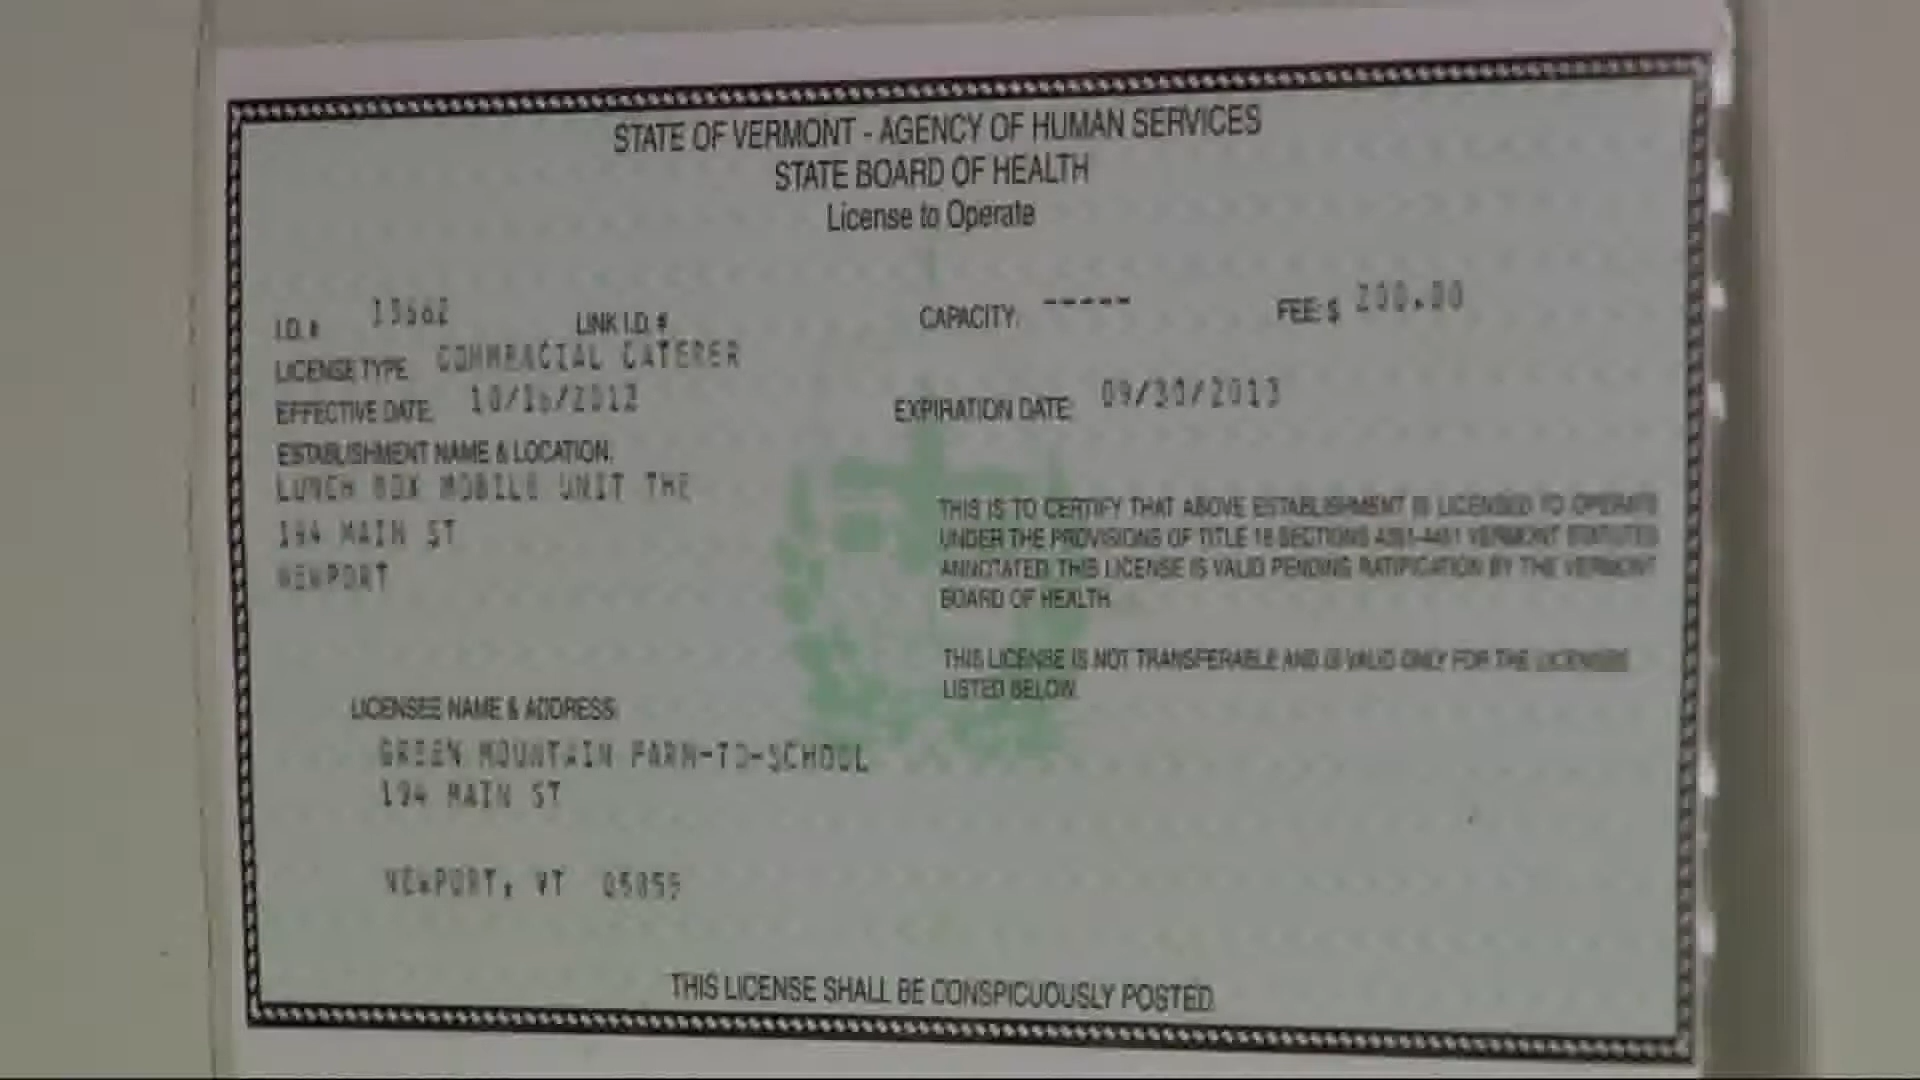 STATE OF VERMONT - AGENCY OF HUMAN SERVICES
STATE BOARD OF HEALTH
License to Operate
I.D. # 13662 LINK I.D. # CAPACITY: ----- FEE: $ 200.00
LICENSE TYPE: COMMERCIAL CATERER
EFFECTIVE DATE: 10/16/2012 EXPIRATION DATE: 09/30/2013
ESTABLISHMENT NAME & LOCATION:
LUNCH BOX MOBILE UNIT THE
194 MAIN ST
NEWPORT
THIS IS TO CERTIFY THAT ABOVE ESTABLISHMENT IS LICENSED TO OPERATE
UNDER THE PROVISIONS OF TITLE 18 SECTIONS VERMONT STATUTES
ANNOTATED. THIS LICENSE IS VALID PENDING RATIFICATION BY THE VERMONT
BOARD OF HEALTH.
THIS LICENSE IS NOT TRANSFERABLE AND IS VALID ONLY FOR THE LICENSEE
LISTED BELOW.
LICENSEE NAME & ADDRESS:
GREEN MOUNTAIN FARM-TO-SCHOOL
194 MAIN ST
NEWPORT, VT 05855
THIS LICENSE SHALL BE CONSPICUOUSLY POSTED.